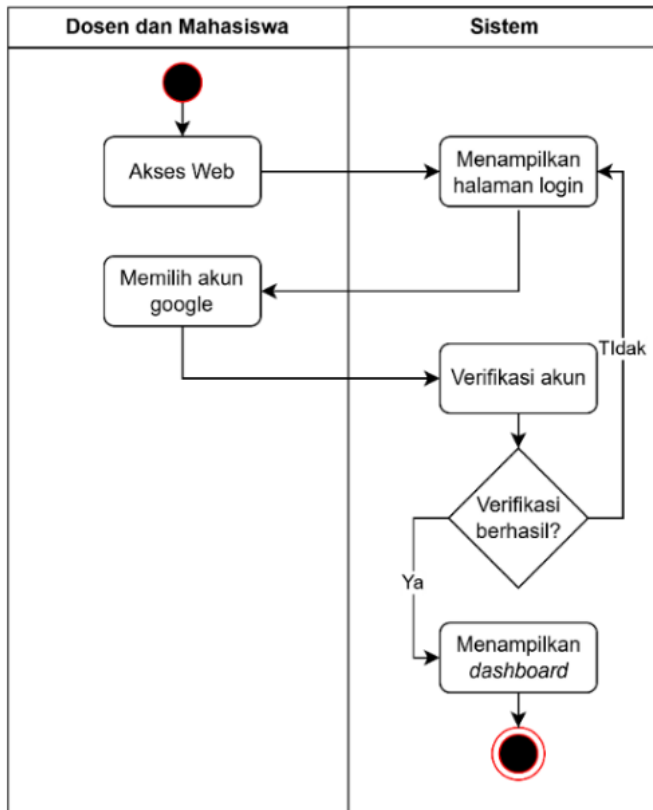 Dosen dan Mahasiswa
Sistem
Akses Web
Menampilkan
halaman login
Memilih akun
google
TIdak
Verifikasi akun
Verifikasi
berhasil?
Ya
Menampilkan
dashboard